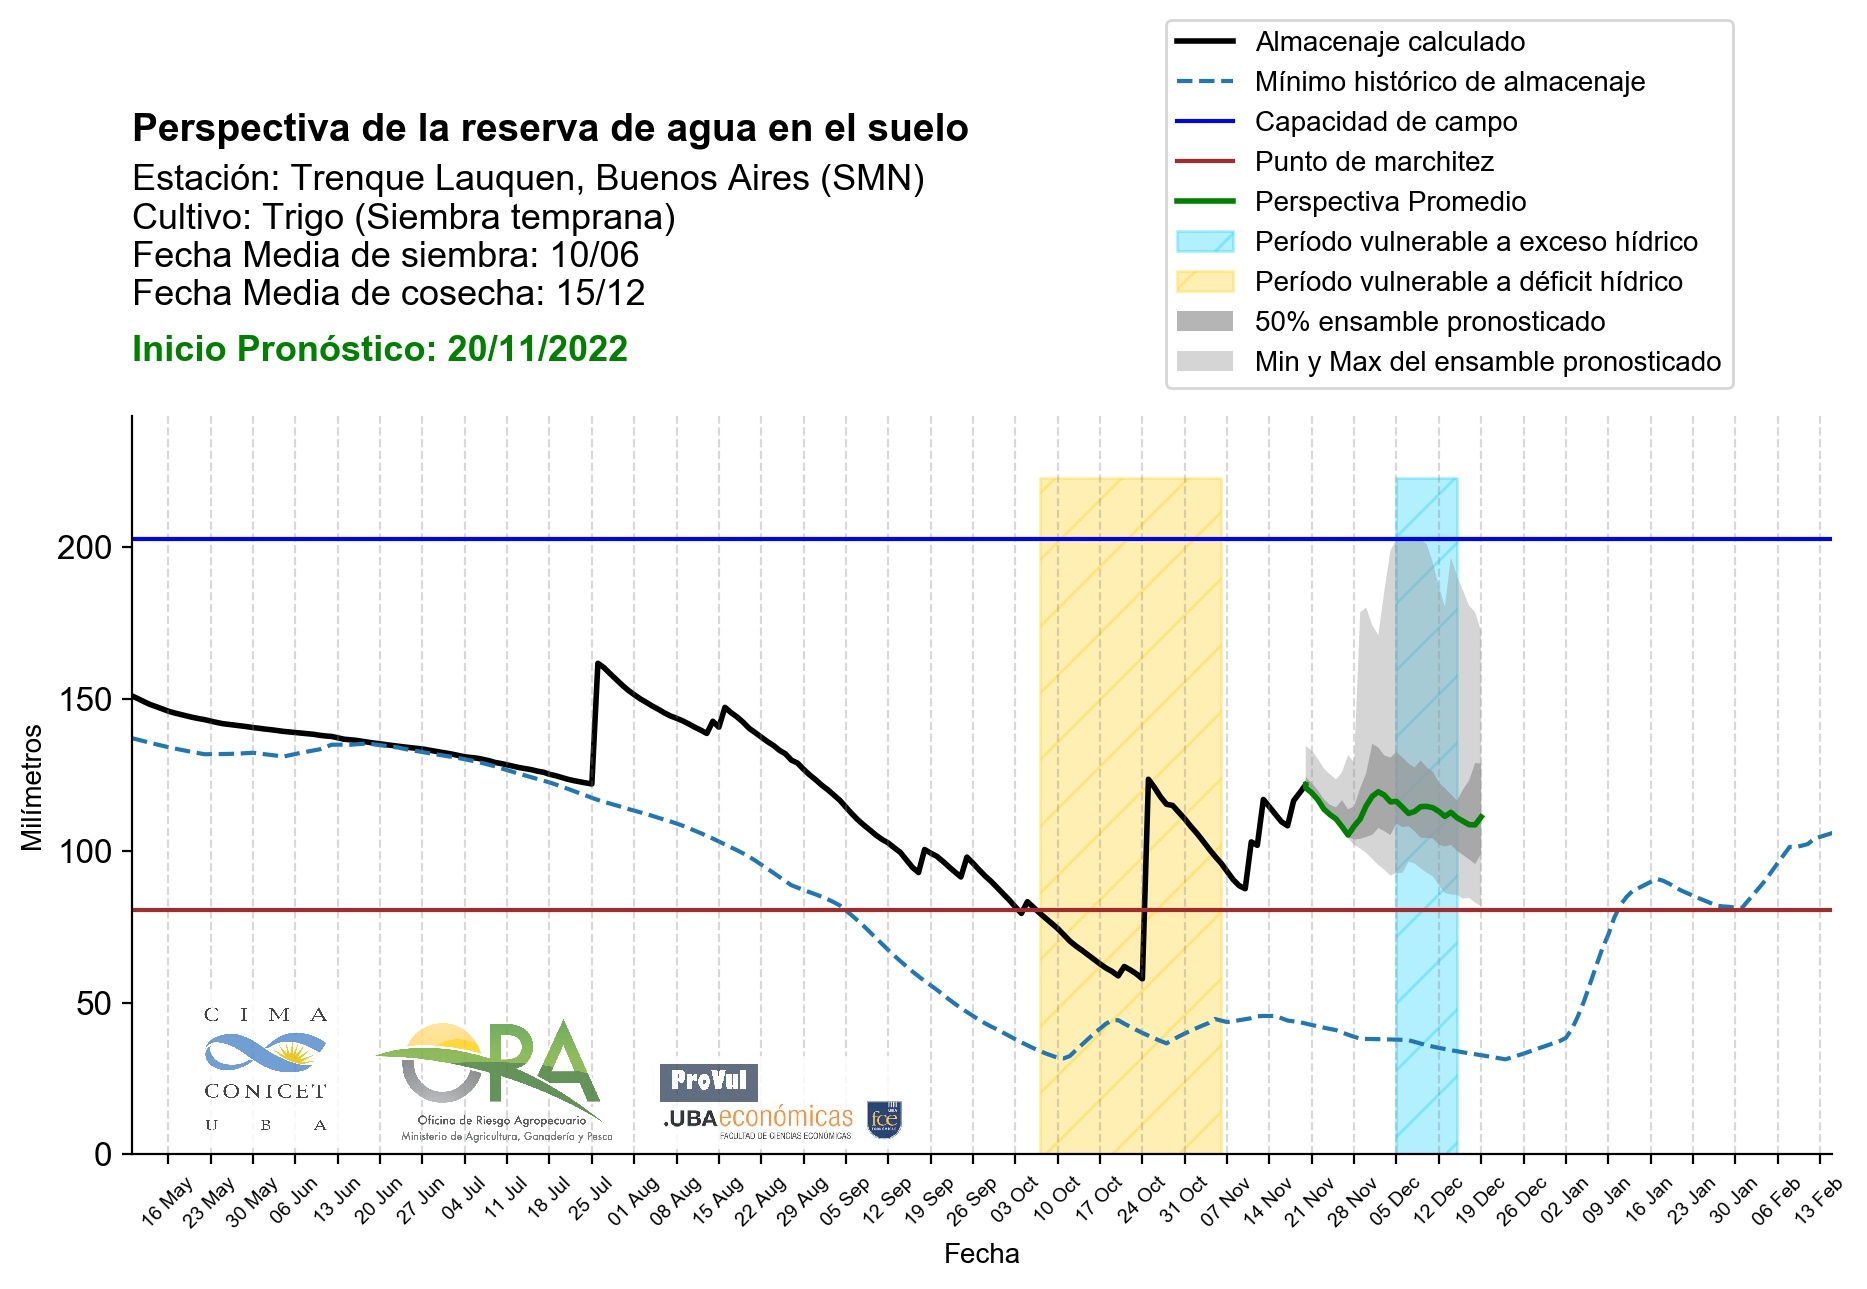 Almacenaje calculado
Mínimo histórico de almacenaje
Capacidad de campo
Punto de marchitez
Perspectiva Promedio
Período vulnerable a exceso hídrico
Período vulnerable a déficit hídrico
50% ensamble pronosticado
Min y Max del ensamble pronosticado
Perspectiva de la reserva de agua en el suelo
Estación: Trenque Lauquen, Buenos Aires (SMN)
Cultivo: Trigo (Siembra temprana)
Fecha Media de siembra: 10/06
Fecha Media de cosecha: 15/12
Inicio Pronóstico: 20/11/2022
Milímetros
200
150
100
50
0
CIMA
CONICET
UBA
ORA
Oficina de Riesgo Agropecuario
Ministerio de Agricultura, Ganadería y Pesca
ProVul
.UBAeconómicas
FACULTAD DE CIENCIAS ECONÓMICAS
UBA
fce
ECONÓMICAS
16 May
23 May
30 May
06 Jun
13 Jun
20 Jun
27 Jun
04 Jul
11 Jul
18 Jul
25 Jul
01 Aug
08 Aug
15 Aug
22 Aug
29 Aug
05 Sep
12 Sep
19 Sep
26 Sep
03 Oct
10 Oct
17 Oct
24 Oct
31 Oct
07 Nov
14 Nov
21 Nov
28 Nov
05 Dec
12 Dec
19 Dec
26 Dec
02 Jan
09 Jan
16 Jan
23 Jan
30 Jan
06 Feb
13 Feb
Fecha